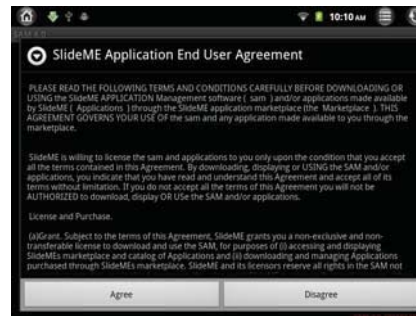 10:10 AM
SAM 4.0
SlideME Application End User Agreement
PLEASE READ THE FOLLOWING TERMS AND CONDITIONS CAREFULLY BEFORE DOWNLOADING OR
USING the SlideME APPLICATION Management software ( sam ) and/or applications made available
by SlideME ( Applications ) through the SlideME application marketplace (the Marketplace ). THIS
AGREEMENT GOVERNS YOUR USE OF the sam and any application made available to you through the
marketplace.
SlideME is willing to license the sam and applications to you only upon the condition that you accept
all the terms contained in this Agreement. By downloading, displaying or USING the SAM and/or
applications, you indicate that you have read and understand this Agreement and accept all of its
terms without limitation. If you do not accept all the terms of this Agreement you will not be
AUTHORIZED to download, display OR USe the SAM and/or applications.
License and Purchase.
(a)Grant. Subject to the terms of this Agreement, SlideME grants you a non-exclusive and non-
transferable license to download and use the SAM, for purposes of (i) accessing and displaying
SlideMEs marketplace and catalog of Applications and (ii) downloading and managing Applications
purchased through SlideMEs marketplace. SlideME and its licensors reserve all rights in the SAM not
Agree
Disagree